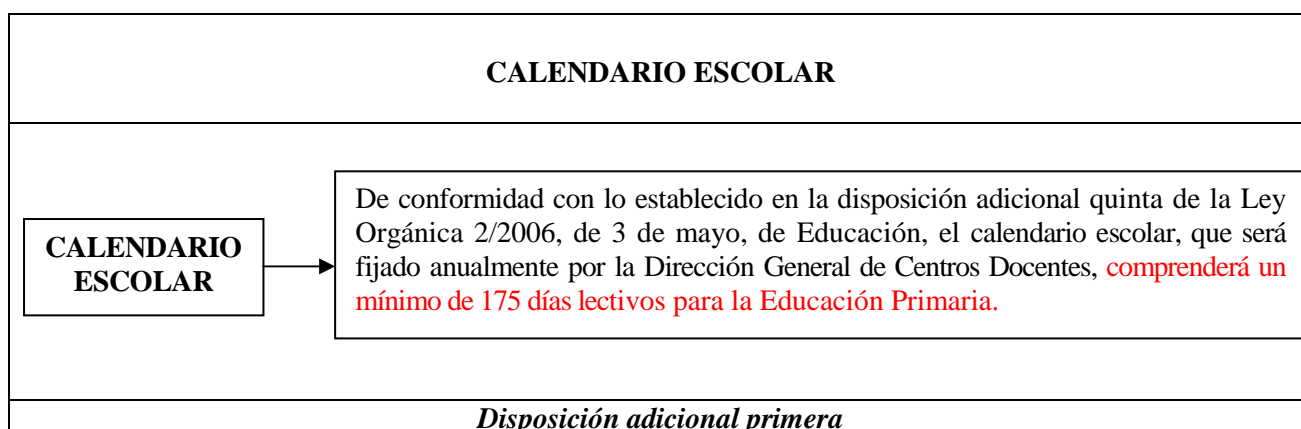 CALENDARIO ESCOLAR
De conformidad con lo establecido en la disposición adicional quinta de la Ley
Orgánica 2/2006, de 3 de mayo, de Educación, el calendario escolar, que será
fijado anualmente por la Dirección General de Centros Docentes, comprenderá un
mínimo de 175 días lectivos para la Educación Primaria.
CALENDARIO
ESCOLAR
Disposición adicional primera